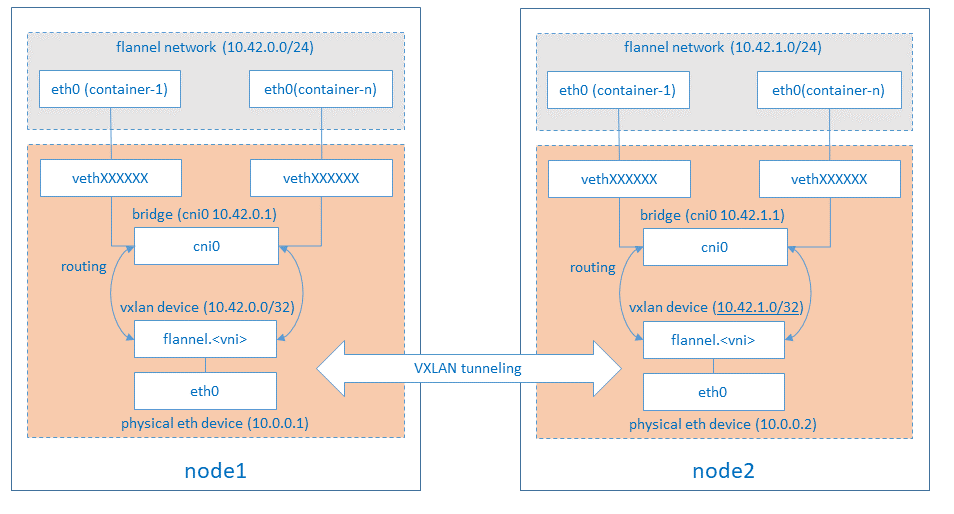 flannel network (10.42.0.0/24)
eth0 (container-1)
eth0(container-n)
vethXXXXXX
vethXXXXXX
bridge (cni0 10.42.0.1)
cni0
routing
vxlan device (10.42.0.0/32)
flannel.<vni>
eth0
physical eth device (10.0.0.1)
node1
VXLAN tunneling
flannel network (10.42.1.0/24)
eth0 (container-1)
eth0(container-n)
vethXXXXXX
vethXXXXXX
bridge (cni0 10.42.1.1)
cni0
routing
vxlan device (10.42.1.0/32)
flannel.<vni>
eth0
physical eth device (10.0.0.2)
node2